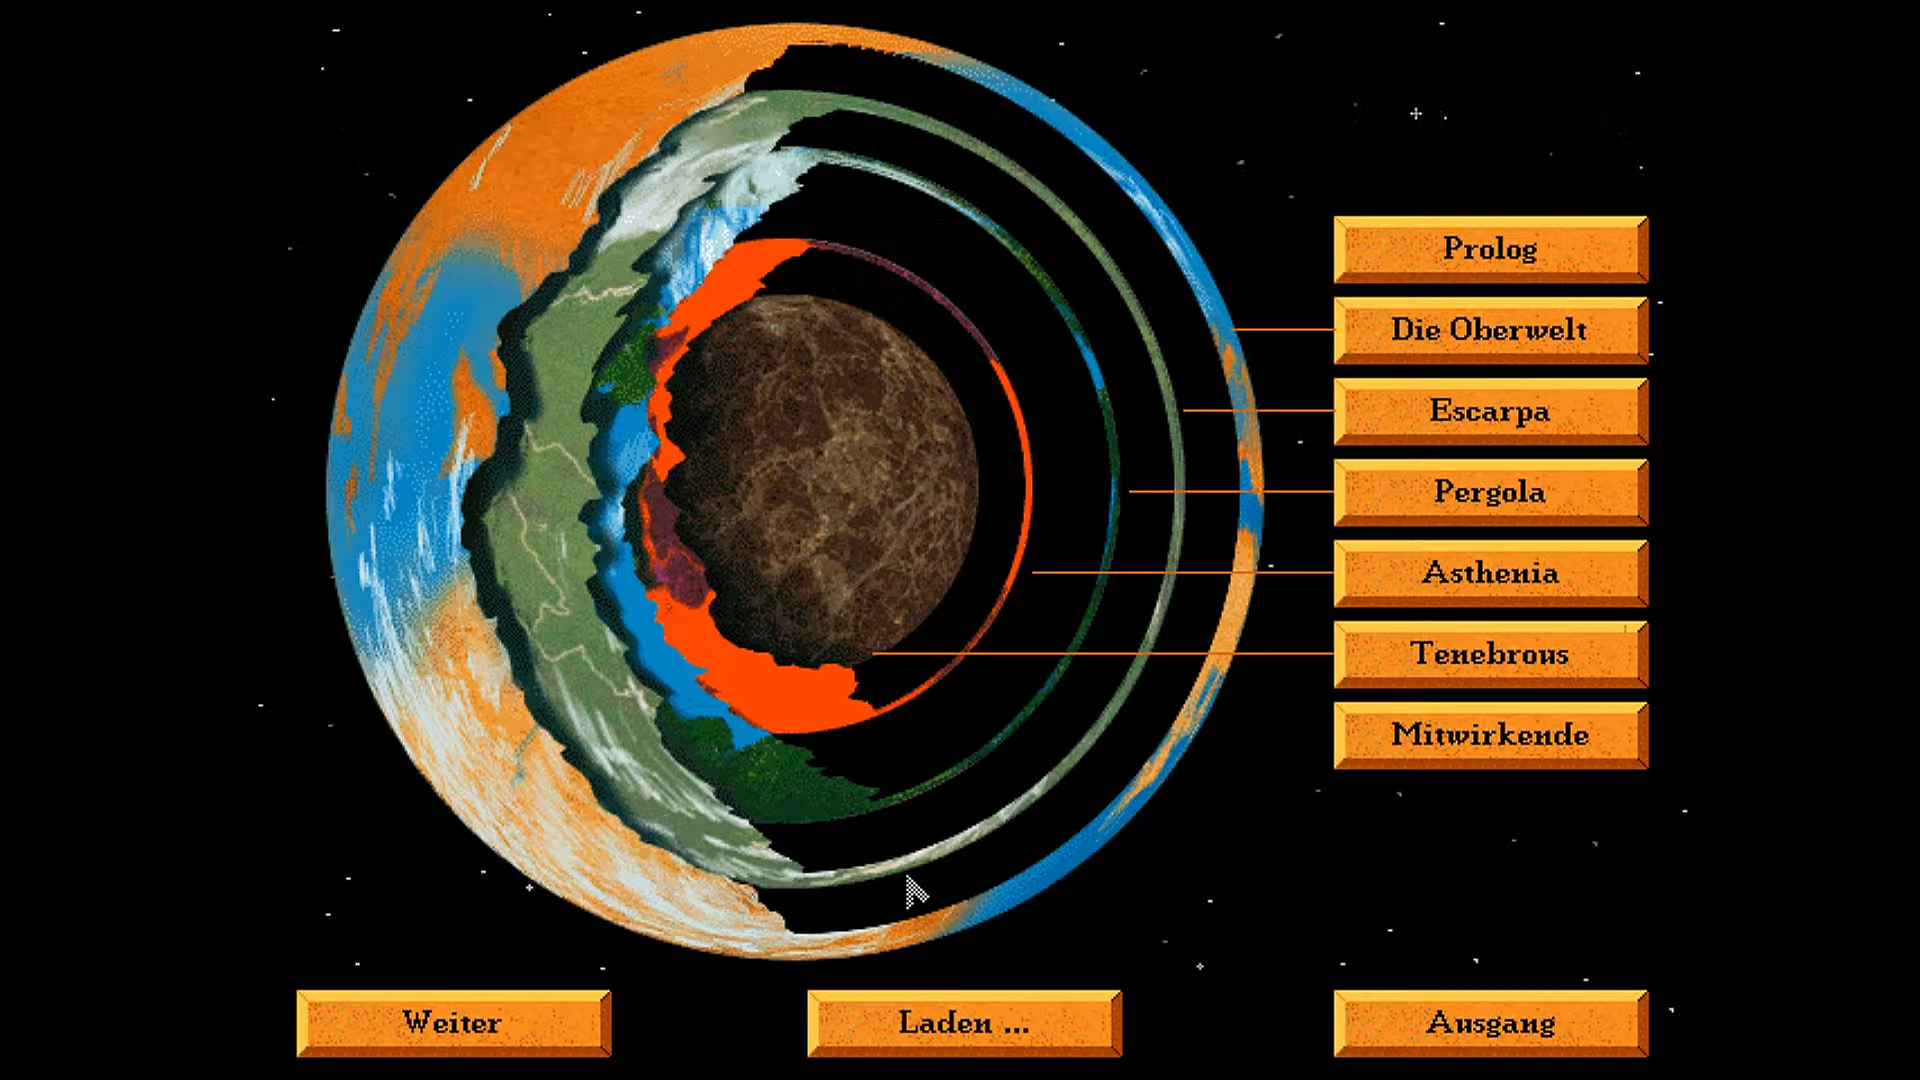 Prolog
Die Oberwelt
Escarpa
Pergola
Asthenia
Tenebrous
Mitwirkende
Weiter
Laden ...
Ausgang